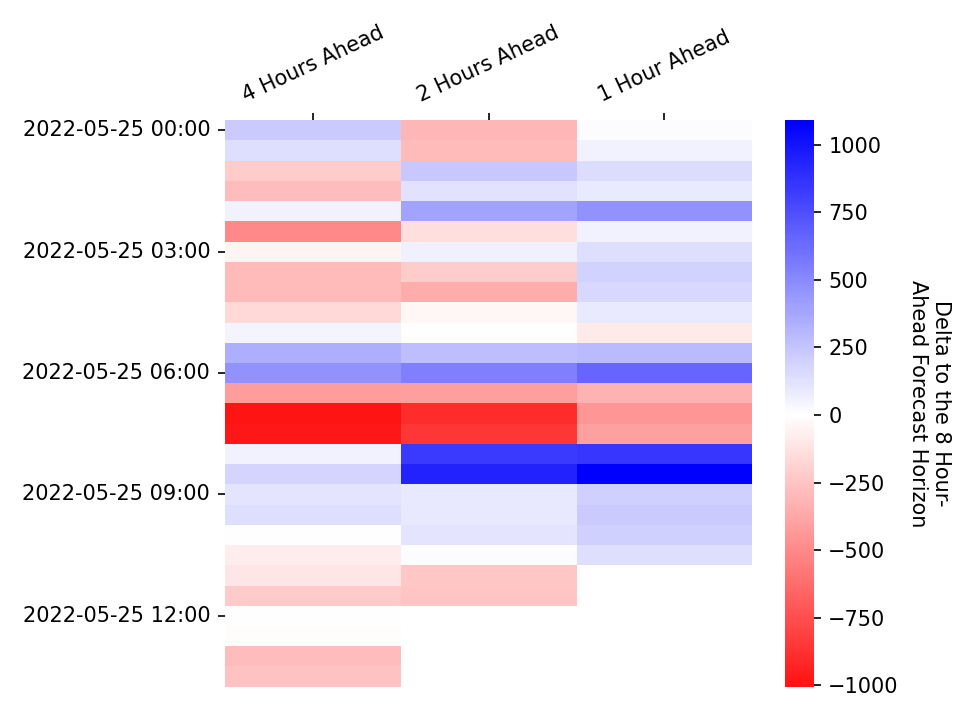 4 Hours Ahead
2 Hours Ahead
1 Hour Ahead
2022-05-25 00:00
2022-05-25 03:00
2022-05-25 06:00
2022-05-25 09:00
2022-05-25 12:00
1000
750
500
250
0
−250
−500
−750
−1000
Delta to the 8 Hour-
Ahead Forecast Horizon